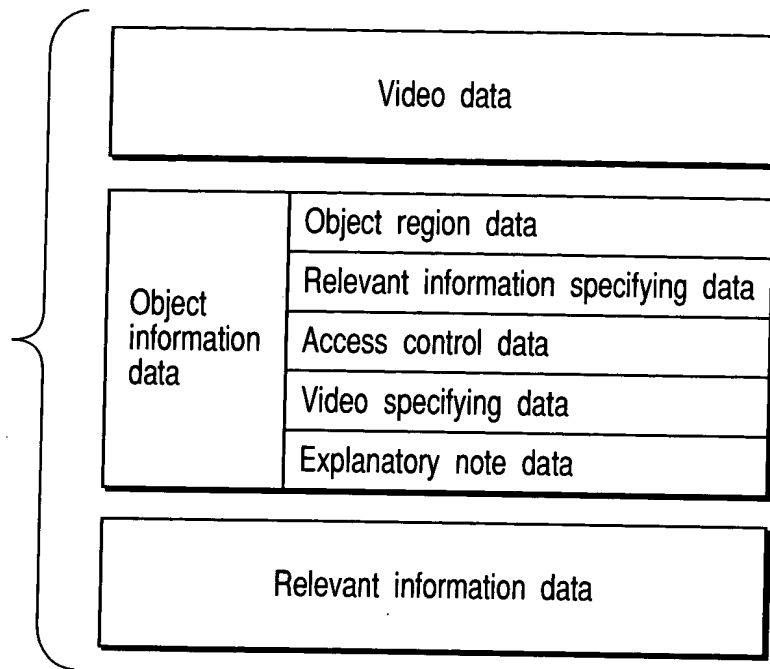 Video data
Object
information
data
Object region data
Relevant information specifying data
Access control data
Video specifying data
Explanatory note data
Relevant information data